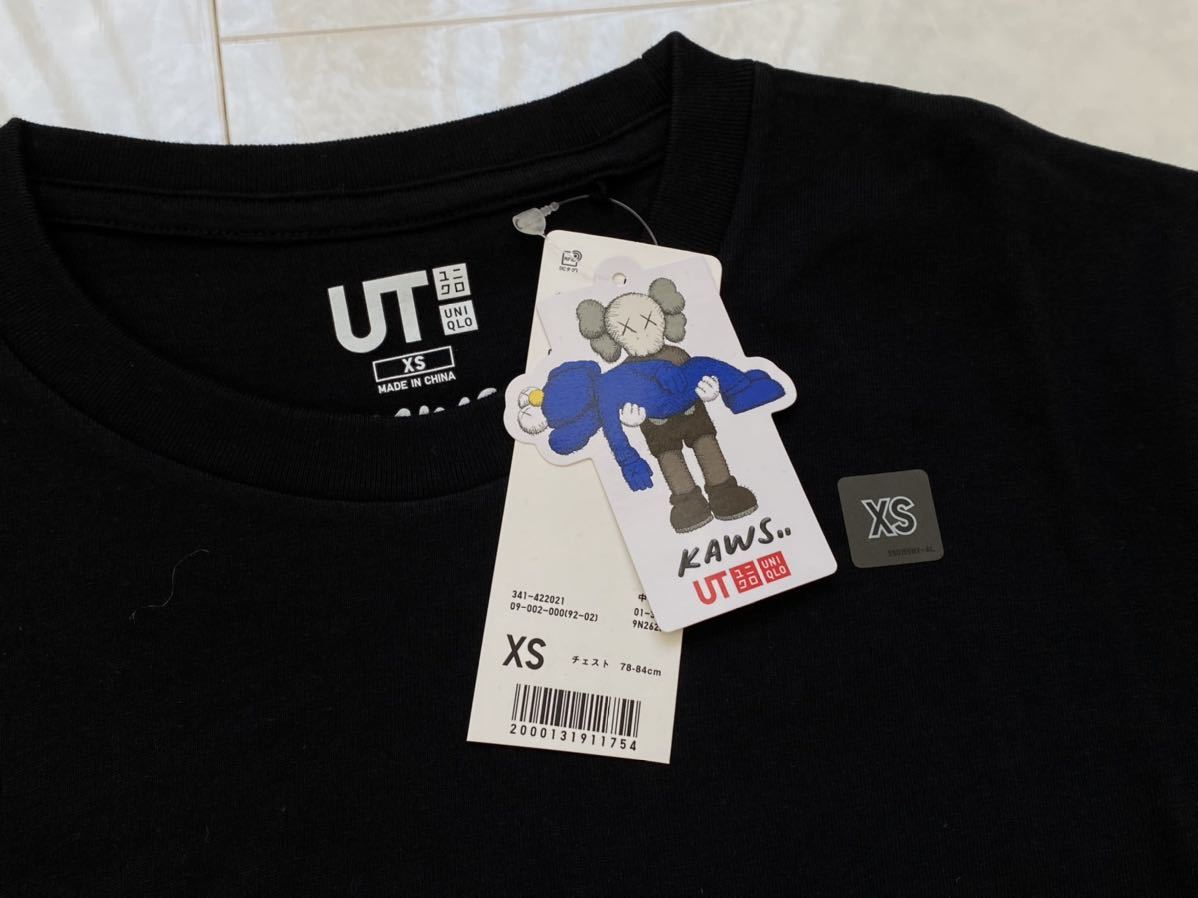 UT
ユニ
クロ
UNI
QLO
XS
MADE IN CHINA
KAWS..
UT
ユニ
クロ
UNI
QLO
341-422021
09-002-000(92-02)
XS
チェスト 78-84cm
2000131911754
XS